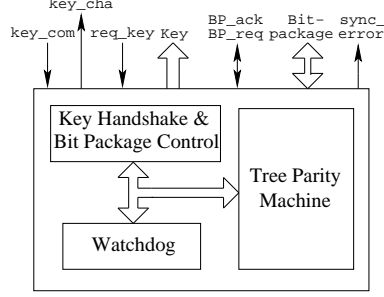 key_cha
key_com req_key Key
BP_ack Bit- sync_
BP_req package error
Key Handshake &
Bit Package Control
Tree Parity
Machine
Watchdog